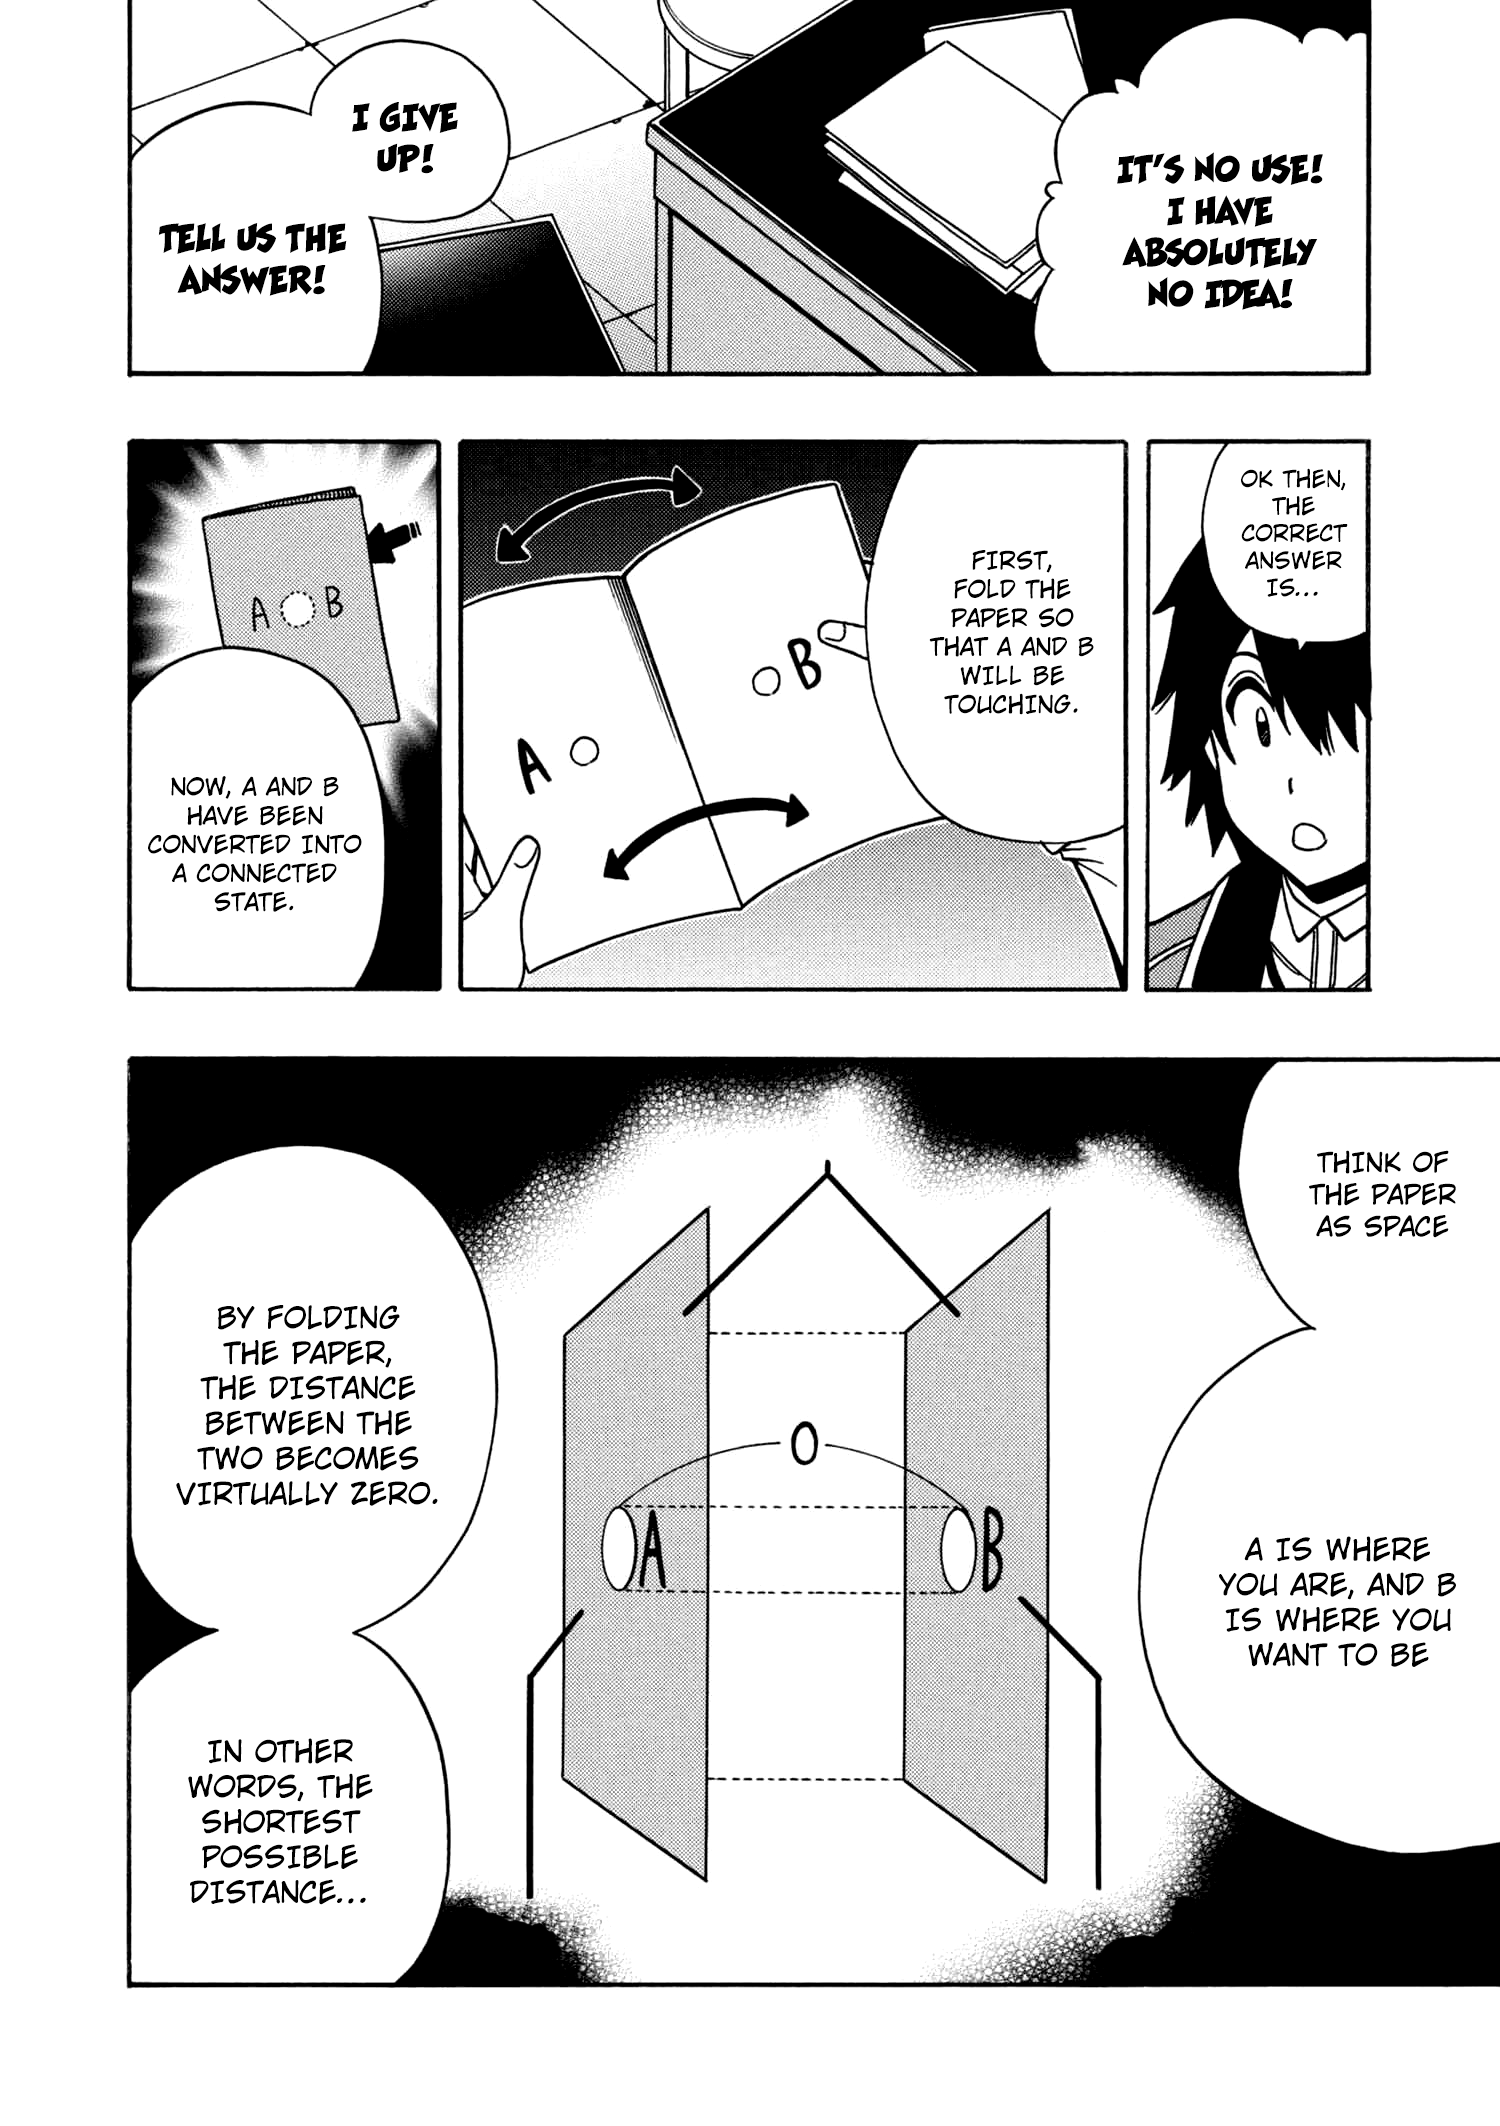 IT'S NO USE!
I HAVE
ABSOLUTELY
NO IDEA!
I GIVE
UP!
TELL US THE
ANSWER!
OK THEN,
THE
CORRECT
ANSWER
IS...
FIRST,
FOLD THE
PAPER SO
THAT A AND B
WILL BE
TOUCHING.
A
B
A
B
NOW, A AND B
HAVE BEEN
CONVERTED INTO
A CONNECTED
STATE.
THINK OF
THE PAPER
AS SPACE
A IS WHERE
YOU ARE, AND B
IS WHERE YOU
WANT TO BE
0
A
B
BY FOLDING
THE PAPER,
THE DISTANCE
BETWEEN THE
TWO BECOMES
VIRTUALLY ZERO.
IN OTHER
WORDS, THE
SHORTEST
POSSIBLE
DISTANCE...